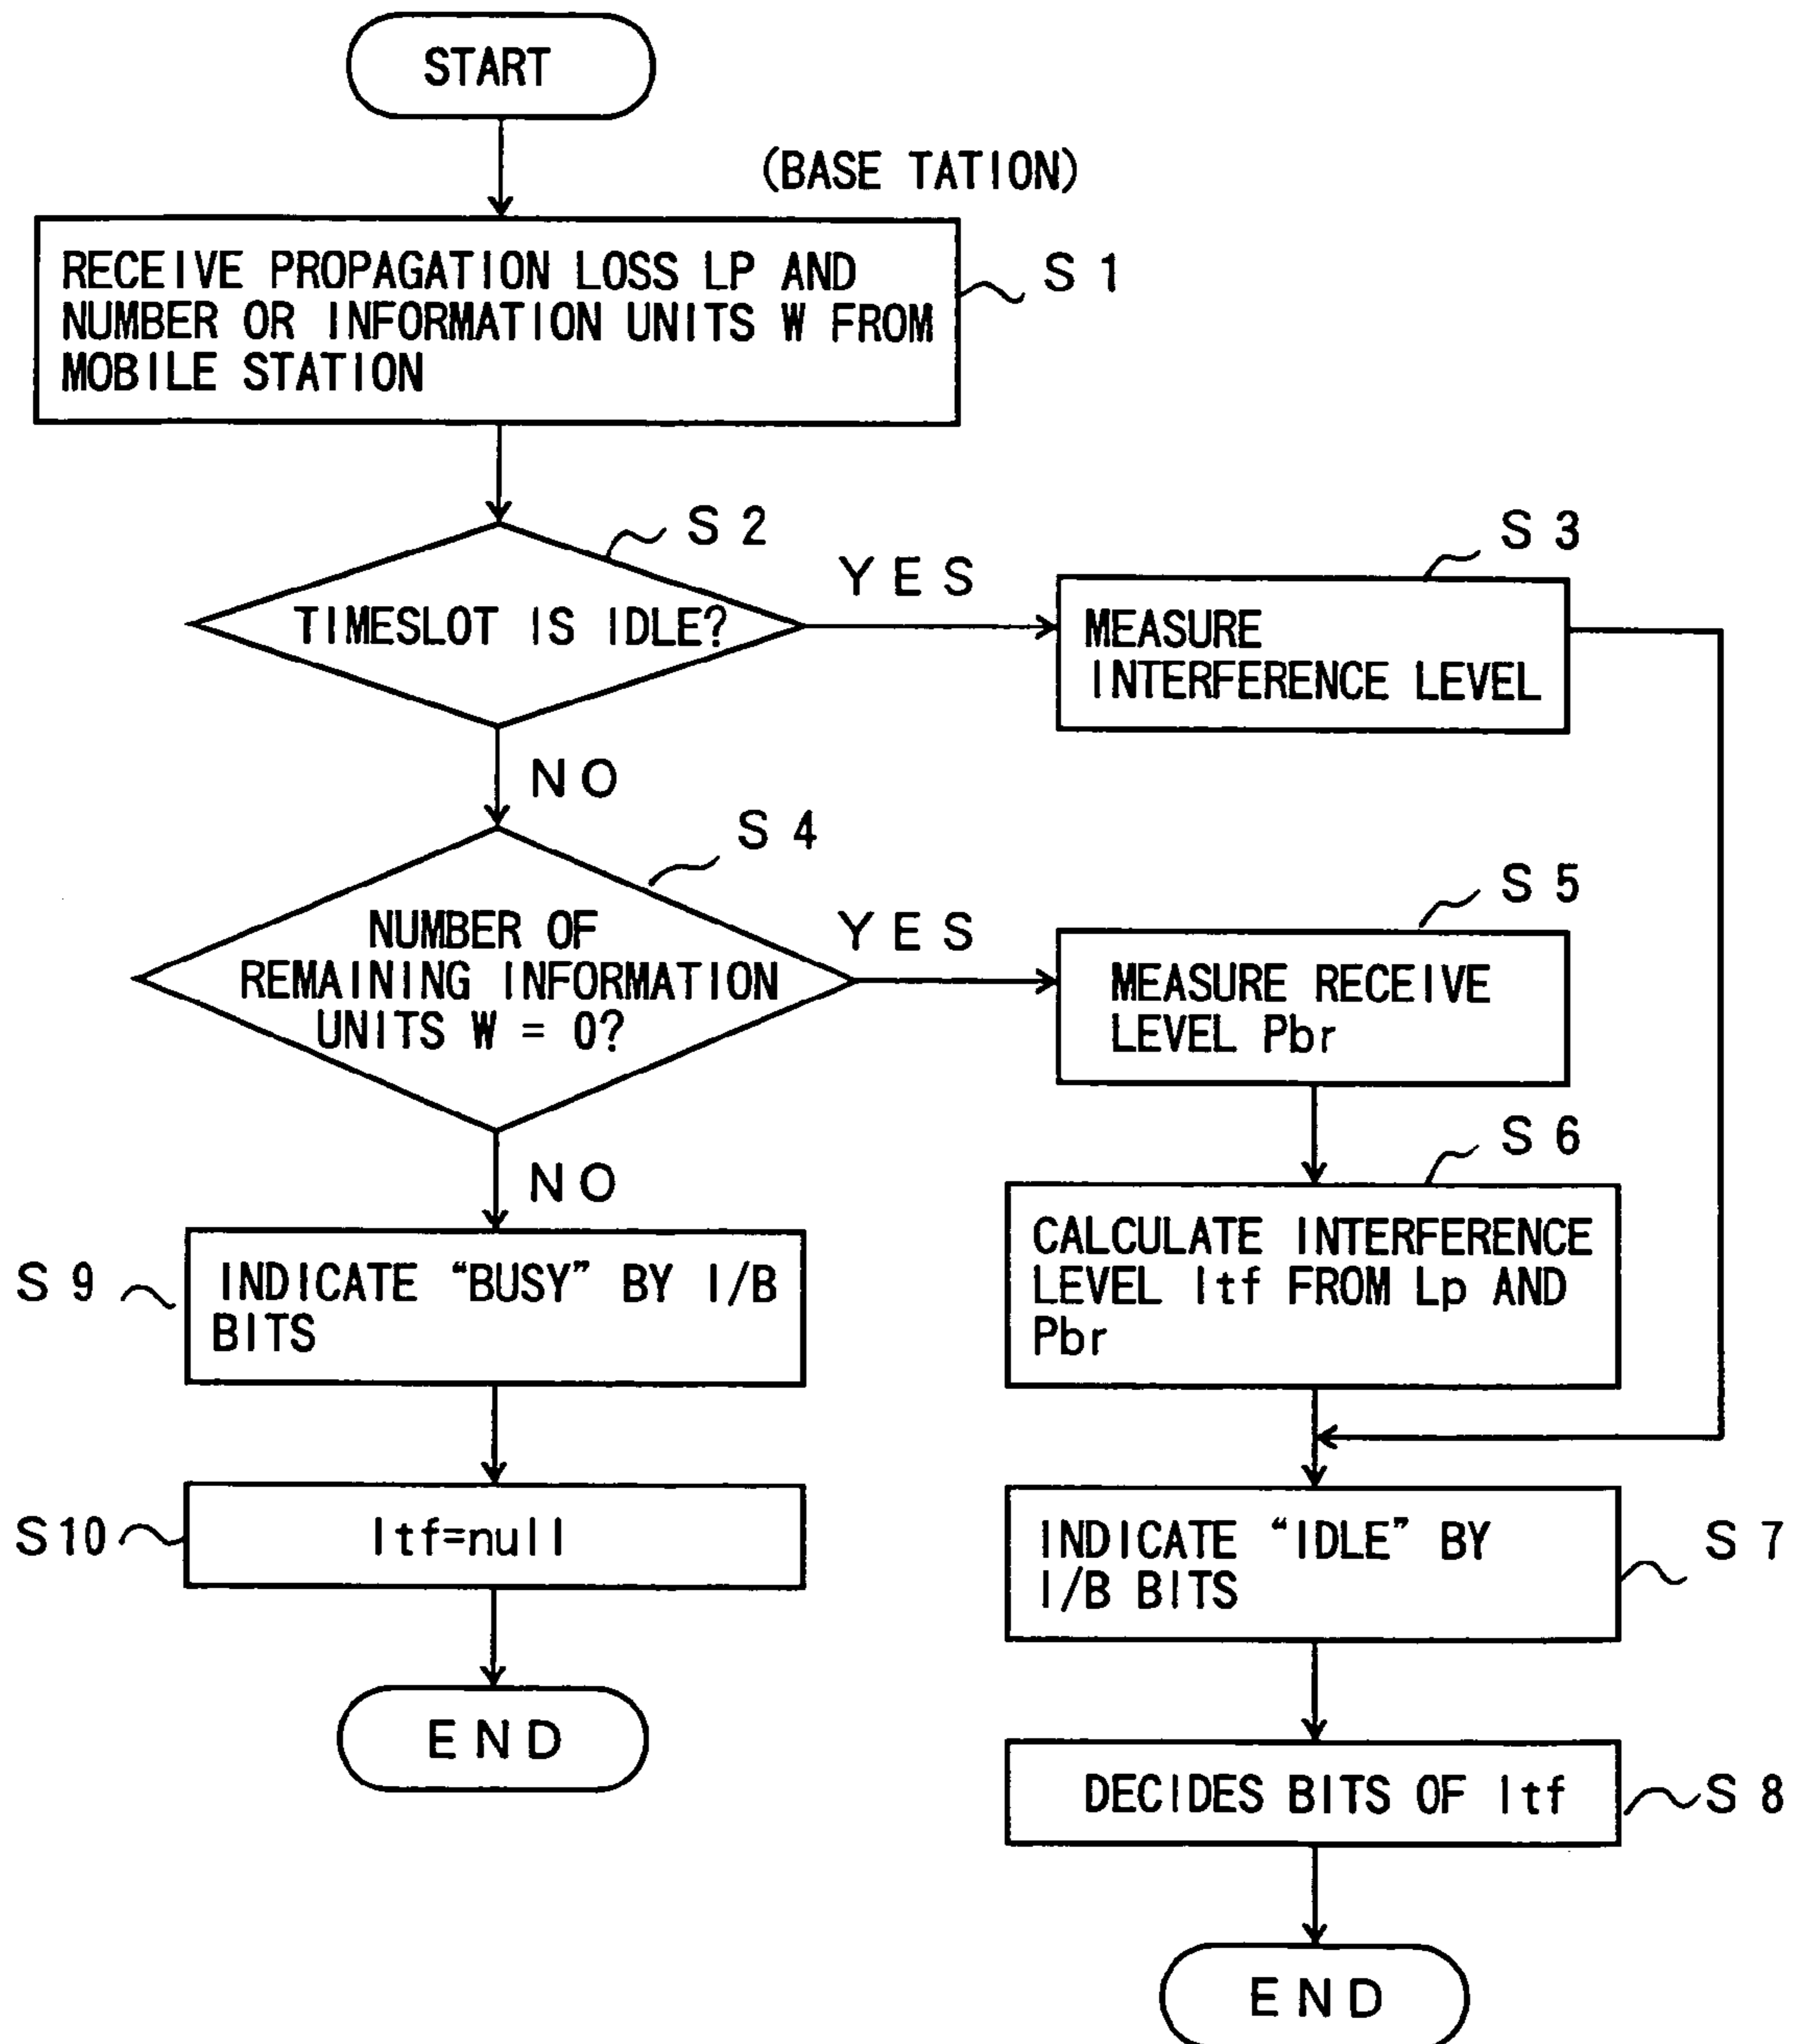 START
(BASE TATION)
RECEIVE PROPAGATION LOSS LP AND
NUMBER OR INFORMATION UNITS W FROM
MOBILE STATION
S 1
S 2
TIMESLOT IS IDLE?
YES
S 3
MEASURE
INTERFERENCE LEVEL
NO
S 4
NUMBER OF
REMAINING INFORMATION
UNITS W = 0?
YES
S 5
MEASURE RECEIVE
LEVEL Pbr
S 6
CALCULATE INTERFERENCE
LEVEL Itf FROM Lp AND
Pbr
NO
S 9
INDICATE “BUSY” BY I/B
BITS
S10
Itf=null
END
INDICATE “IDLE” BY
I/B BITS
S 7
DECIDES BITS OF Itf
S 8
END